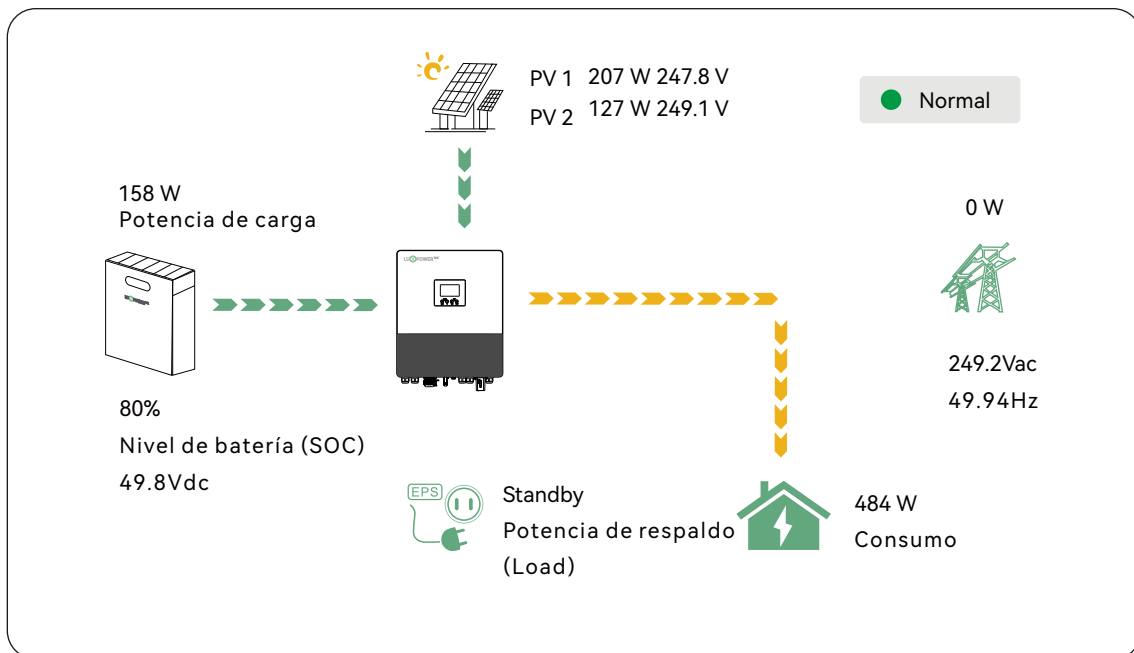 PV 1 207 W 247.8 V
PV 2 127 W 249.1 V
Normal
158 W
Potencia de carga
0 W
LUXPOWERTEK
80%
Nivel de batería (SOC)
49.8Vdc
249.2Vac
49.94Hz
EPS
Standby
Potencia de respaldo
(Load)
484 W
Consumo